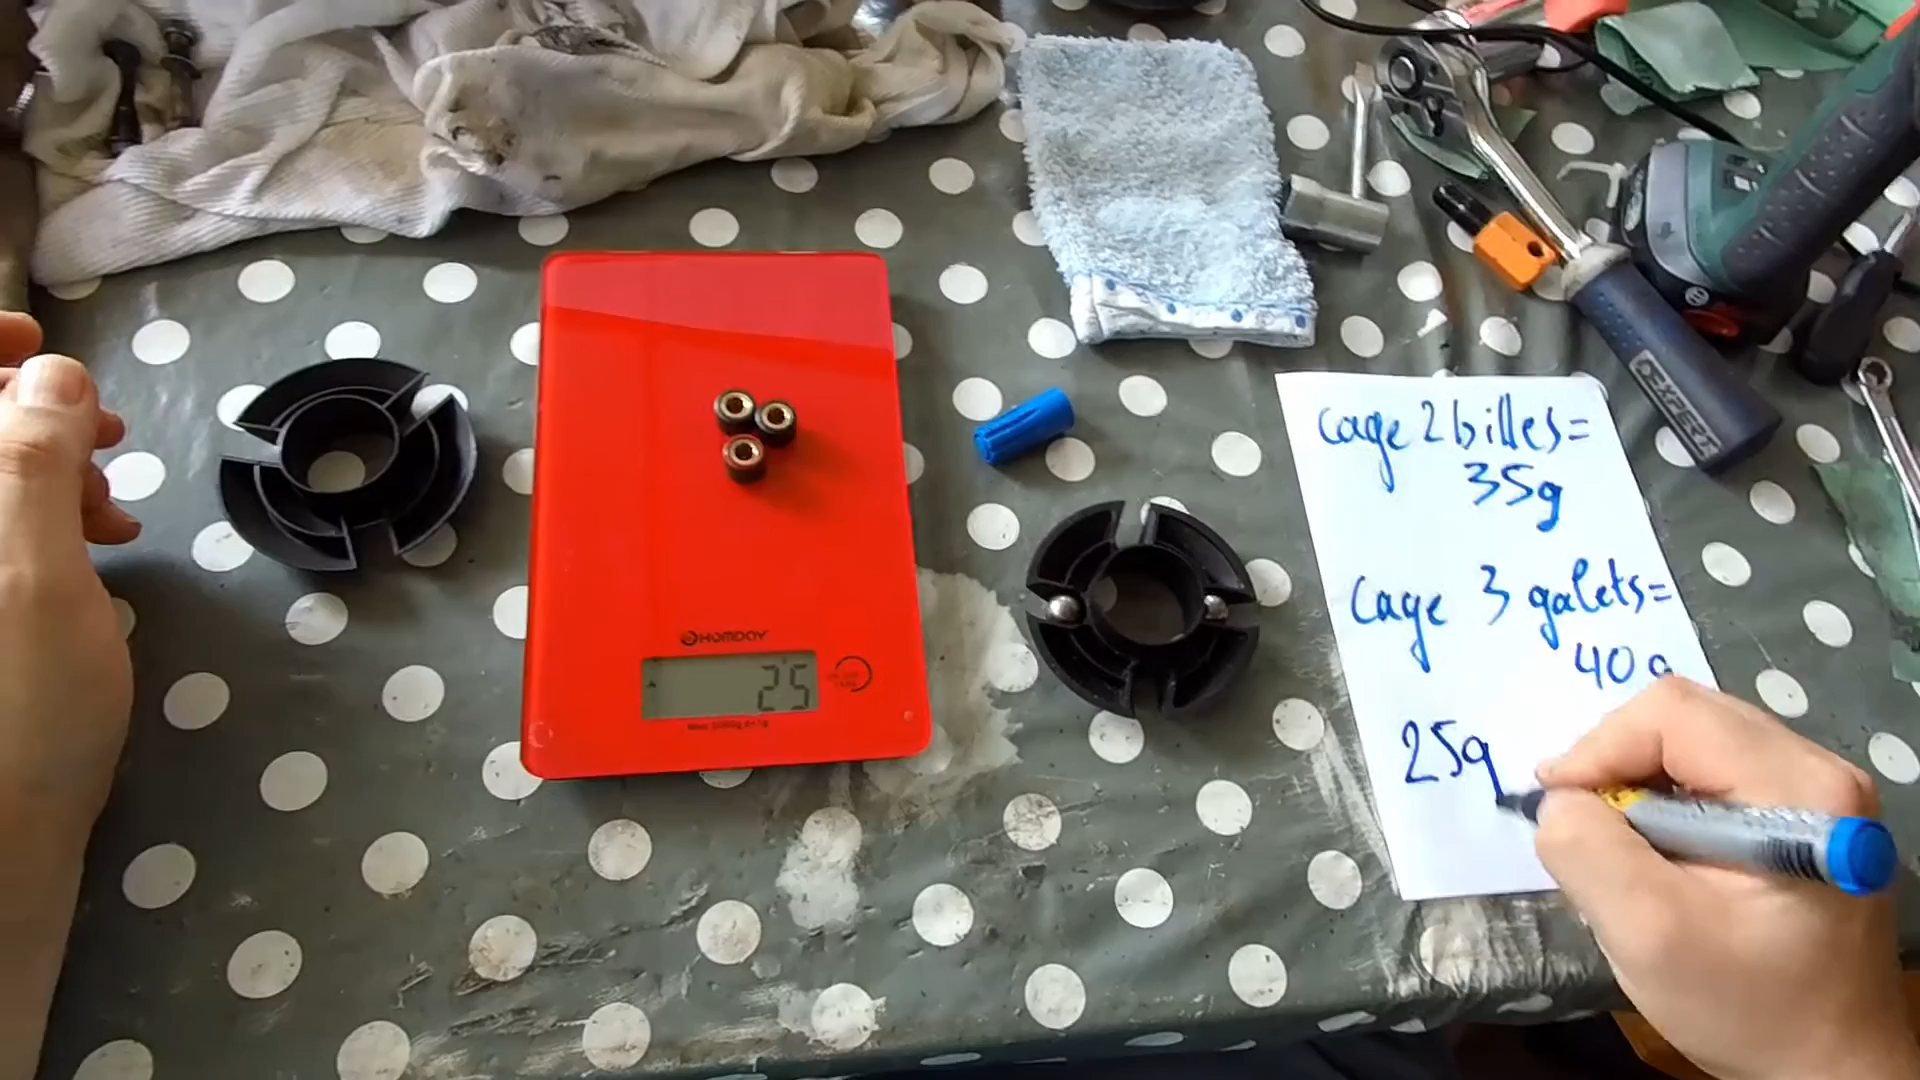 HOMDAY
25
cage 2 billes=
35g
cage 3 galets=
40g
25g
EXPERT